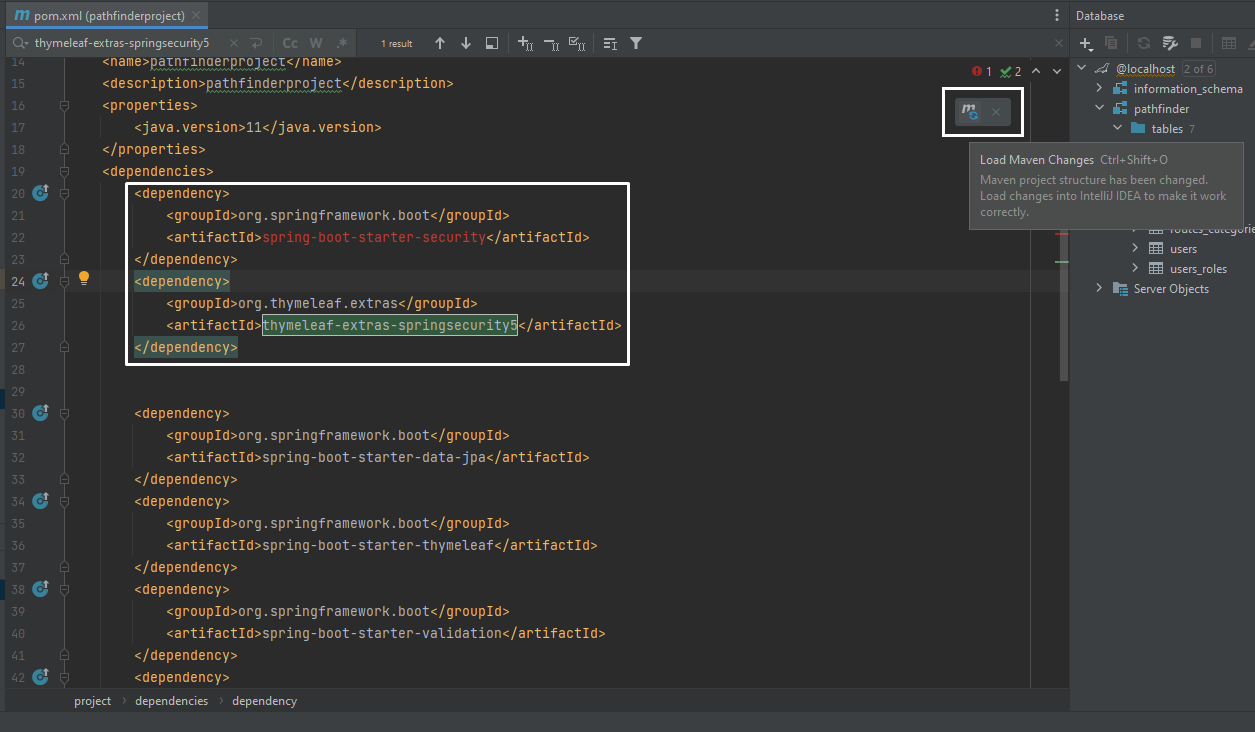 pom.xml (pathfinderproject)
Database
thymeleaf-extras-springsecurity5
Cc W .*
1 result
1 2
14 <name>pathfinderproject</name>
15 <description>pathfinderproject</description>
16 <properties>
17 <java.version>11</java.version>
18 </properties>
19 <dependencies>
20 <dependency>
21 <groupId>org.springframework.boot</groupId>
22 <artifactId>spring-boot-starter-security</artifactId>
23 </dependency>
24 <dependency>
25 <groupId>org.thymeleaf.extras</groupId>
26 <artifactId>thymeleaf-extras-springsecurity5</artifactId>
27 </dependency>
28
29
30 <dependency>
31 <groupId>org.springframework.boot</groupId>
32 <artifactId>spring-boot-starter-data-jpa</artifactId>
33 </dependency>
34 <dependency>
35 <groupId>org.springframework.boot</groupId>
36 <artifactId>spring-boot-starter-thymeleaf</artifactId>
37 </dependency>
38 <dependency>
39 <groupId>org.springframework.boot</groupId>
40 <artifactId>spring-boot-starter-validation</artifactId>
41 </dependency>
42 <dependency>
project > dependencies > dependency
@localhost 2 of 6
information_schema
pathfinder
tables 7
Load Maven Changes Ctrl+Shift+O
Maven project structure has been changed.
Load changes into IntelliJ IDEA to make it work
correctly.
routes_categorie
users
users_roles
Server Objects